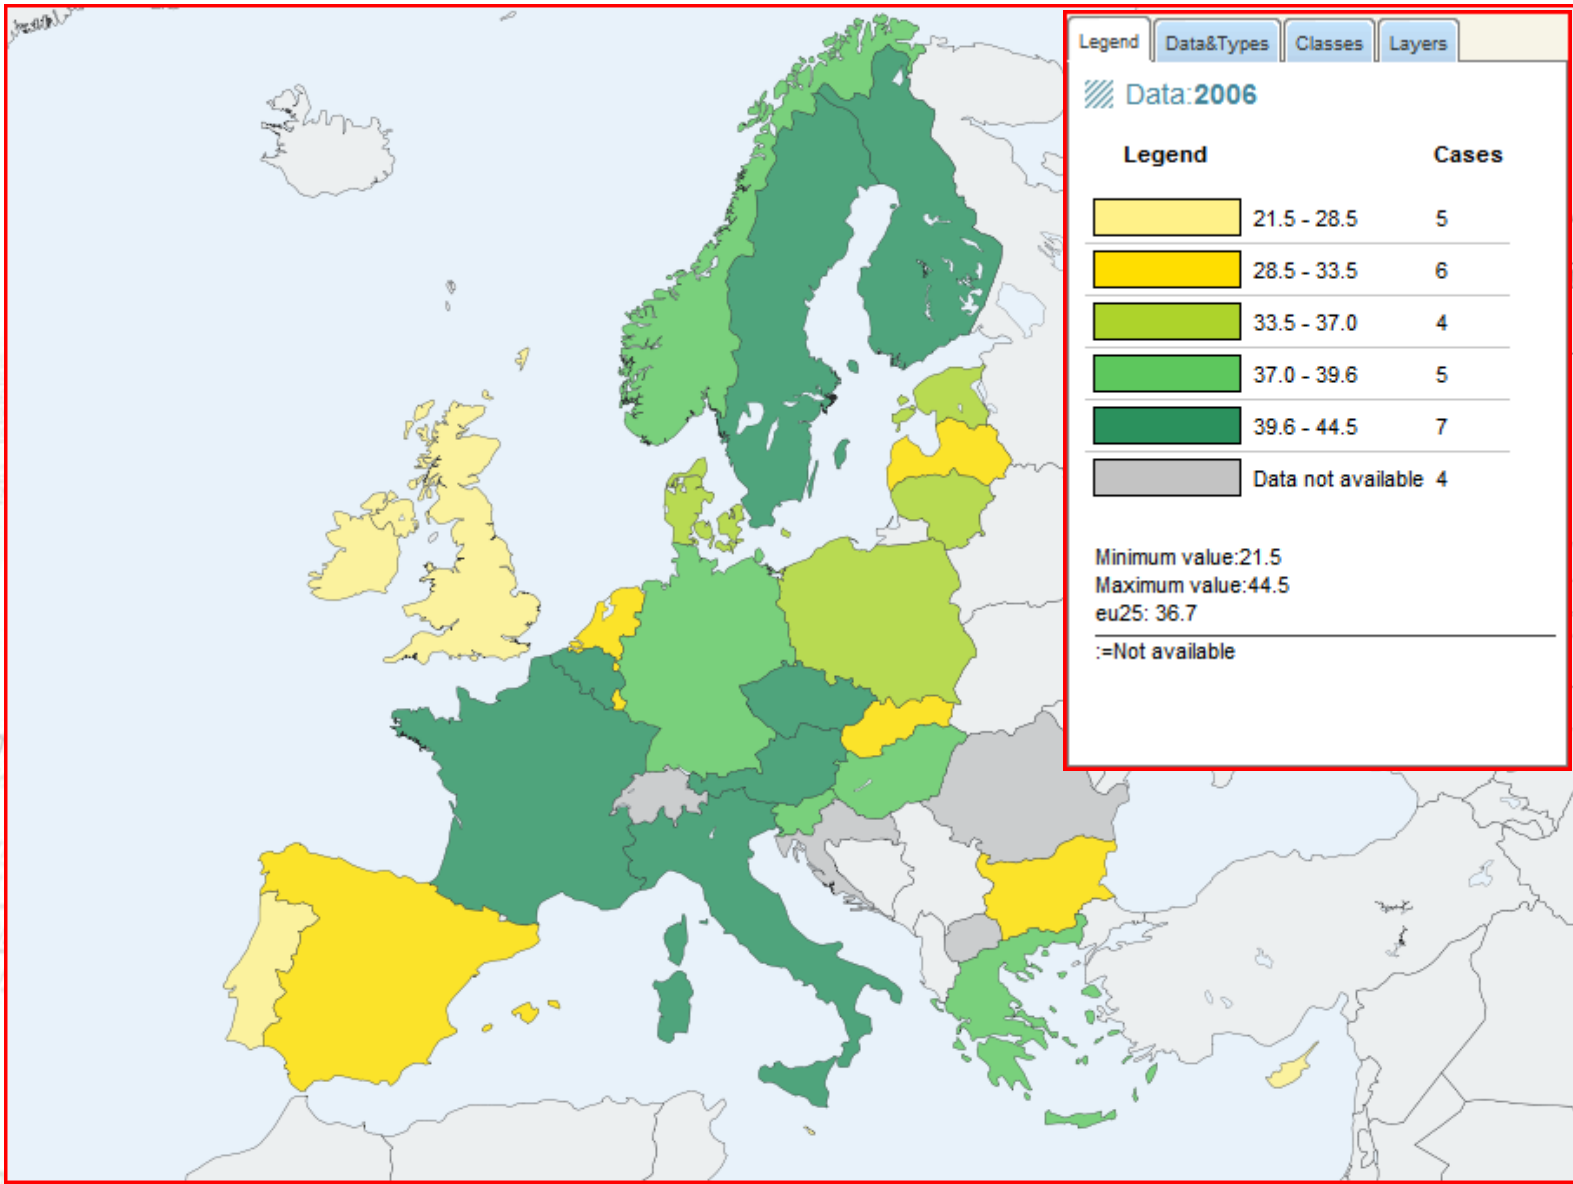 Legend Data&Types Classes Layers
Data:2006
Legend Cases
21.5 - 28.5 5
28.5 - 33.5 6
33.5 - 37.0 4
37.0 - 39.6 5
39.6 - 44.5 7
Data not available 4
Minimum value:21.5
Maximum value:44.5
eu25: 36.7
:=Not available